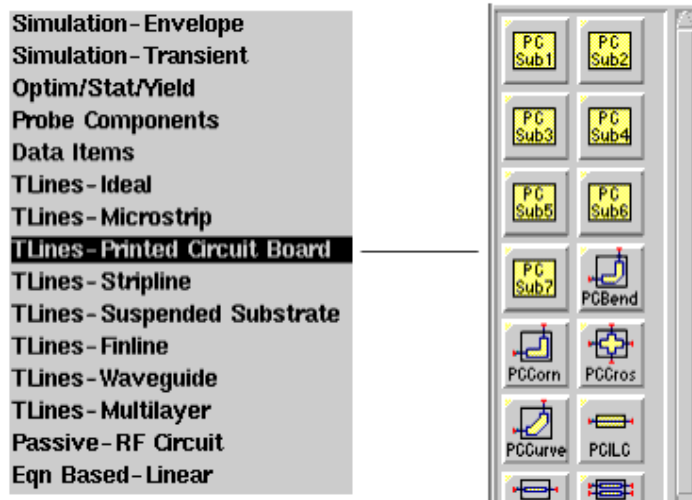 Simulation-Envelope
Simulation-Transient
Optim/Stat/Yield
Probe Components
Data Items
TLines-Ideal
TLines-Microstrip
TLines-Printed Circuit Board
TLines-Stripline
TLines-Suspended Substrate
TLines-Finline
TLines-Waveguide
TLines-Multilayer
Passive-RF Circuit
Eqn Based-Linear
PC
Sub1
PC
Sub2
PC
Sub3
PC
Sub4
PC
Sub5
PC
Sub6
PC
Sub7
PCBend
PCCorn
PCCros
PCCurve
PCILC